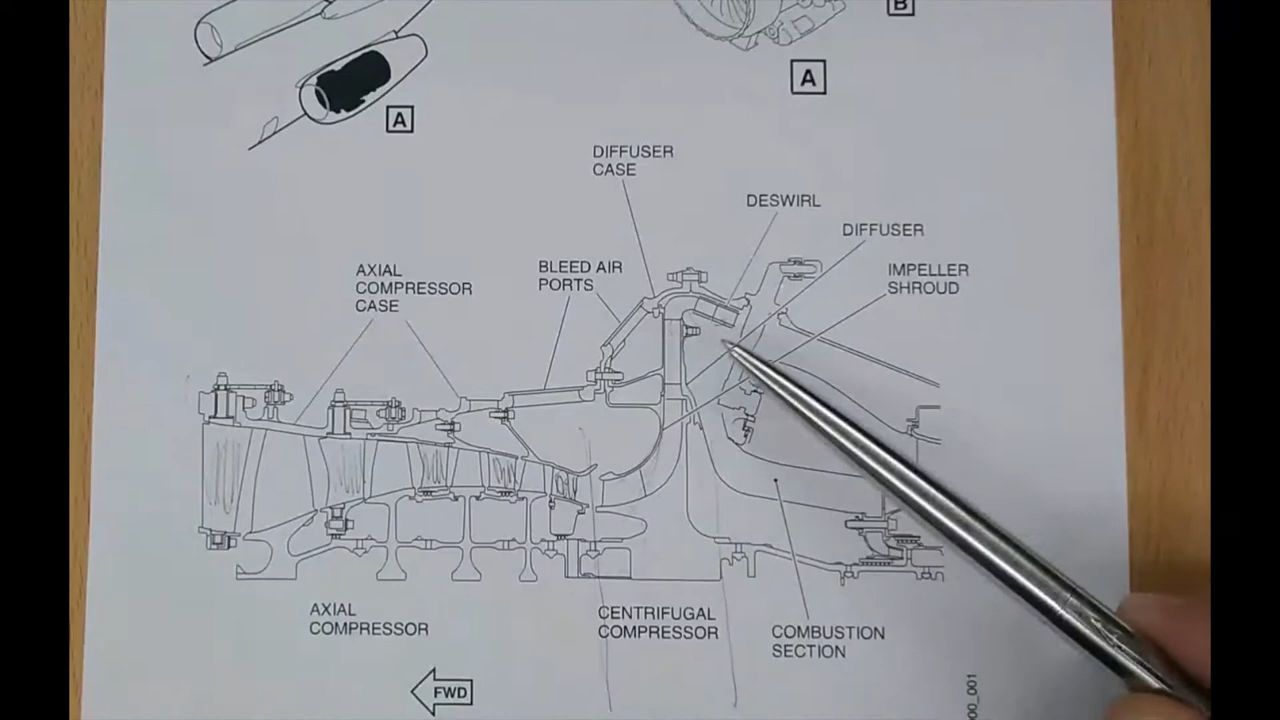 B
A
A
DIFFUSER
CASE
DESWIRL
DIFFUSER
BLEED AIR
PORTS
AXIAL
COMPRESSOR
CASE
IMPELLER
SHROUD
AXIAL
COMPRESSOR
CENTRIFUGAL
COMPRESSOR
COMBUSTION
SECTION
FWD
00_001